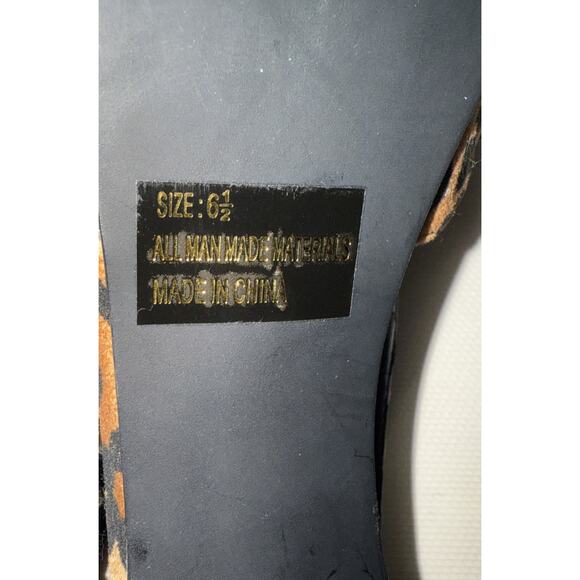 SIZE: 6½
ALL MAN MADE MATERIALS
MADE IN CHINA